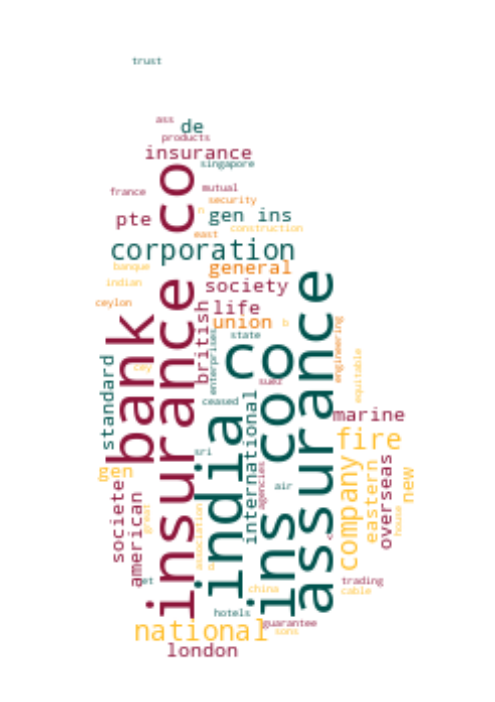 trust
ass
de
products
insurance
singapore
france
mutual
security
pte
n
gen ins
construction
east
corporation
banque
general
indian
society
ceylon
life
union
b
british
state
insurance co
bank
co
assurance
engineering
enterprises
equitable
cey
suez
standard
ceased
marine
india
international
fire
sri
ins co
agencies
gen
air
company
eastern
overseas
new
societe
american
great
association
house
et
china
trading
cable
hotels
guarantee
national
sons
london